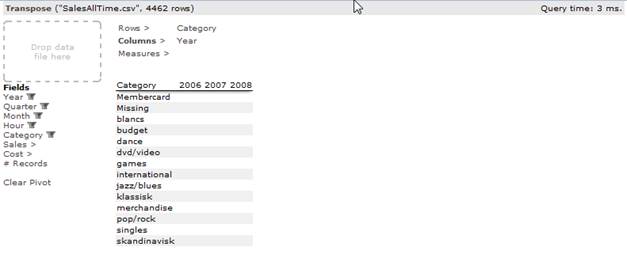 Transpose ("SalesAllTime.csv", 4462 rows) Query time: 3 ms.
Drop data
file here
Rows > Category
Columns > Year
Measures >
Fields
Year
Quarter
Month
Hour
Category
Sales >
Cost >
# Records
Clear Pivot
Category 2006 2007 2008
Membercard
Missing
blancs
budget
dance
dvd/video
games
international
jazz/blues
klassisk
merchandise
pop/rock
singles
skandinavisk